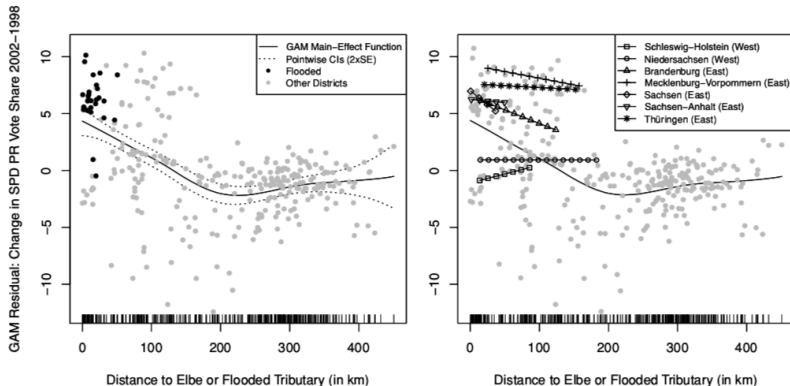 GAM Residual: Change in SPD PR Vote Share 2002−1998
10
5
0
−5
−10
GAM Main−Effect Function
Pointwise CIs (2xSE)
Flooded
Other Districts
0
100
200
300
400
Distance to Elbe or Flooded Tributary (in km)
10
5
0
−5
−10
Schleswig−Holstein (West)
Niedersachsen (West)
Brandenburg (East)
Mecklenburg−Vorpommern (East)
Sachsen (East)
Sachsen−Anhalt (East)
Thüringen (East)
0
100
200
300
400
Distance to Elbe or Flooded Tributary (in km)